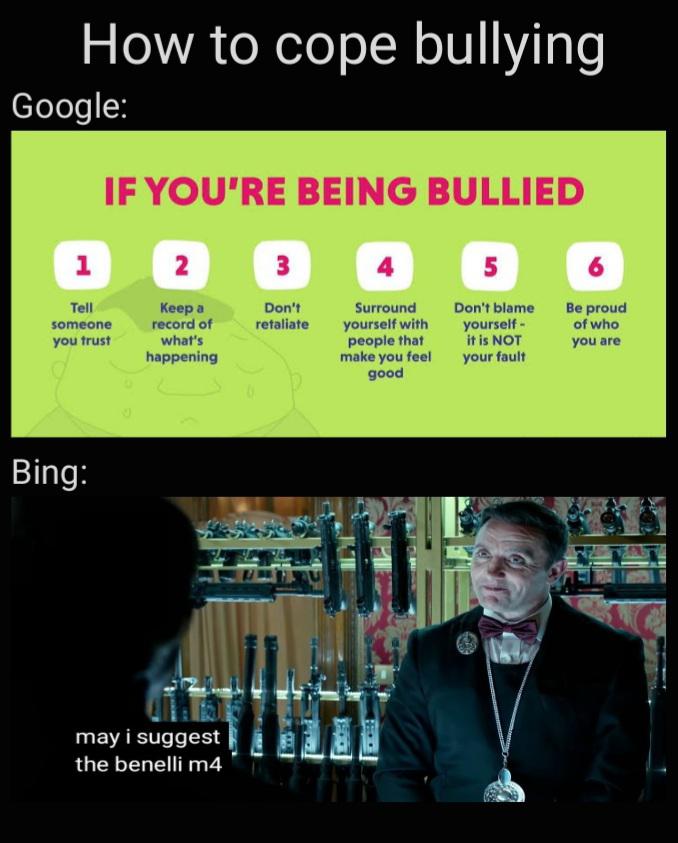 How to cope bullying
Google:
IF YOU'RE BEING BULLIED
1
2
3
4
5
6
Tell
someone
you trust
Keep a
record of
what's
happening
Don't
retaliate
Surround
yourself with
people that
make you feel
good
Don't blame
yourself -
it is NOT
your fault
Be proud
of who
you are
Bing:
may i suggest
the benelli m4